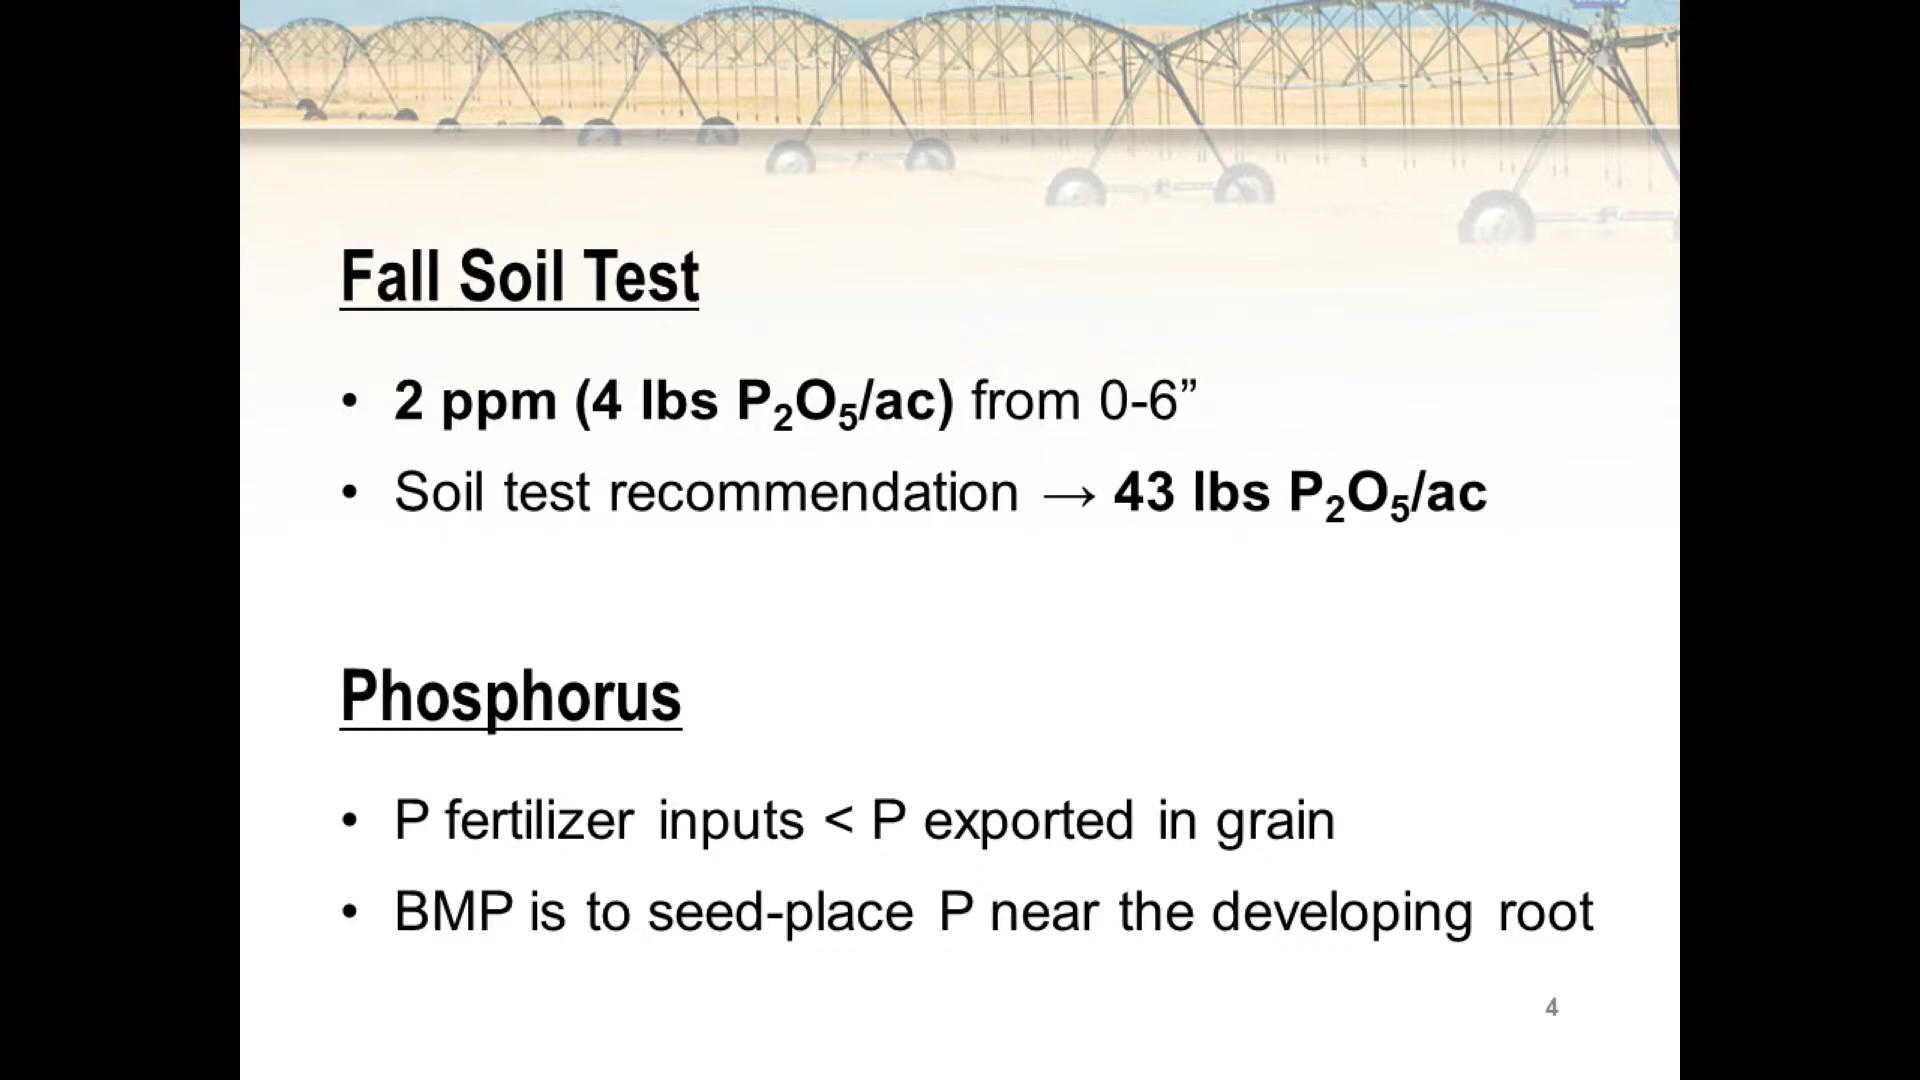 Fall Soil Test
• 2 ppm (4 lbs P₂O₅/ac) from 0-6”
• Soil test recommendation → 43 lbs P₂O₅/ac
Phosphorus
• P fertilizer inputs < P exported in grain
• BMP is to seed-place P near the developing root
4